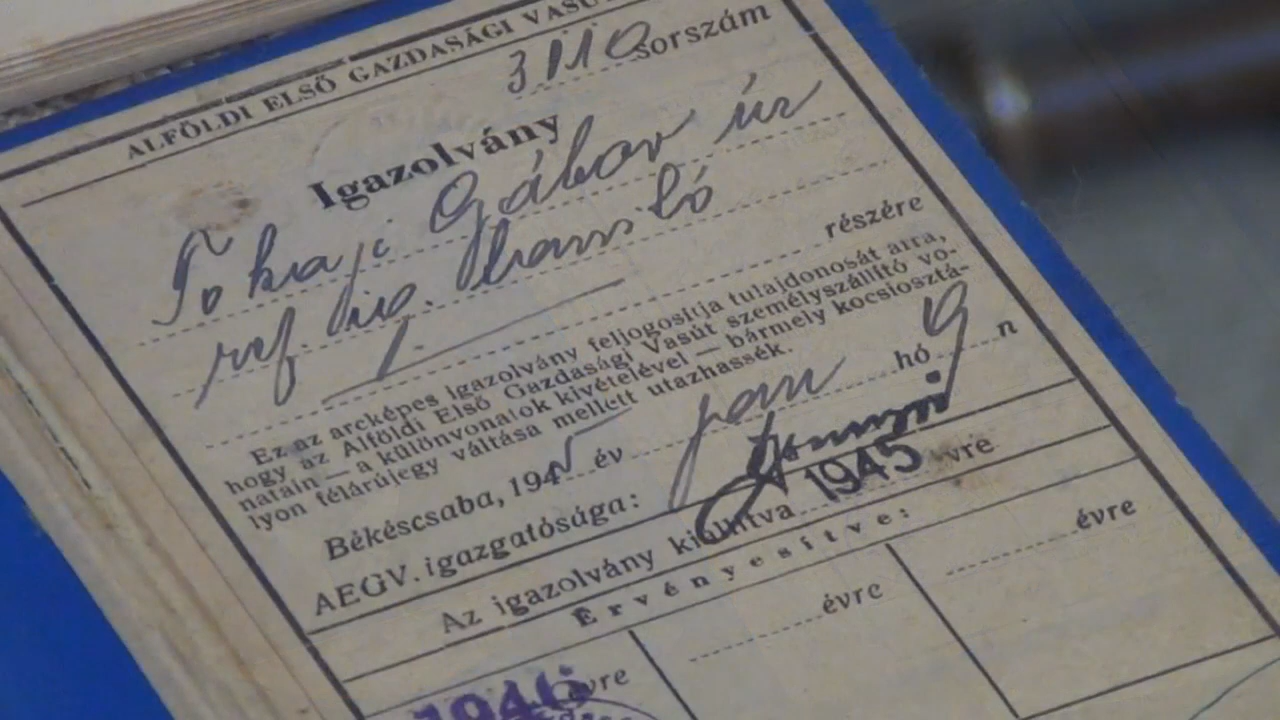 ALFÖLDI ELSŐ GAZDASÁGI VASÚT
3110 sorszám
Igazolvány
Tokaji Gábor úr
ref.
részére
Ez az arcképes igazolvány feljogosítja tulajdonosát arra,
hogy az Alföldi Első Gazdasági Vasút személyszállító vo-
natain — a különvonatok kivételével — bármely kocsiosztá-
lyon félárújegy váltása mellett utazhassék.
Békéscsaba, 1945 év jan hó 9 n
AEGV. igazgatósága:
Az igazolvány kiállítva 1945 évre
Érvényesítve:
1946 évre
évre
évre